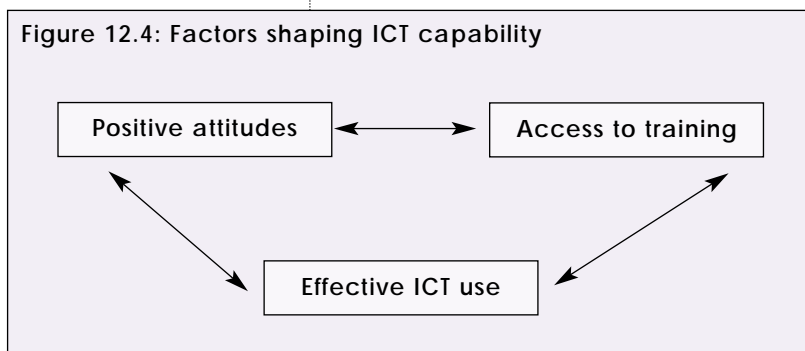 Figure 12.4: Factors shaping ICT capability
Positive attitudes
Access to training
Effective ICT use